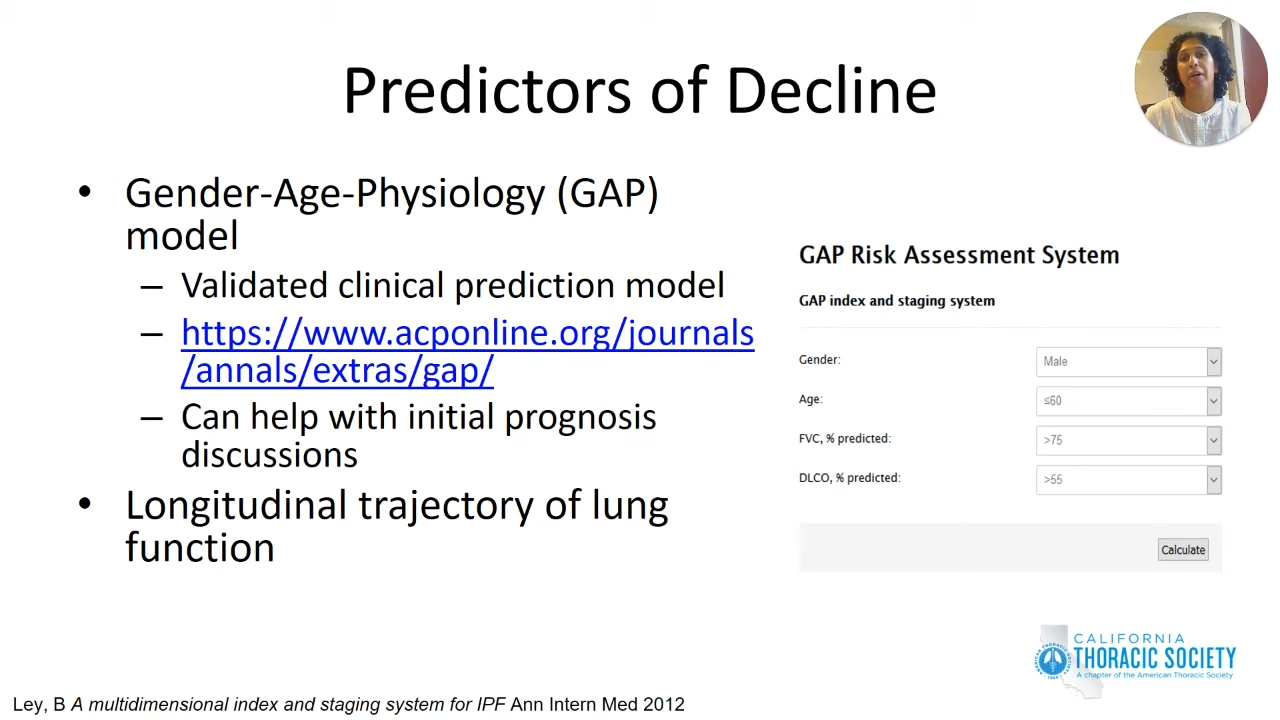 Predictors of Decline
• Gender-Age-Physiology (GAP)
model
– Validated clinical prediction model
– https://www.acponline.org/journals
/annals/extras/gap/
– Can help with initial prognosis
discussions
• Longitudinal trajectory of lung
function
GAP Risk Assessment System
GAP index and staging system
Gender: Male
Age: ≤60
FVC, % predicted: >75
DLCO, % predicted: >55
Calculate
CALIFORNIA
THORACIC SOCIETY
A chapter of the American Thoracic Society
Ley, B A multidimensional index and staging system for IPF Ann Intern Med 2012